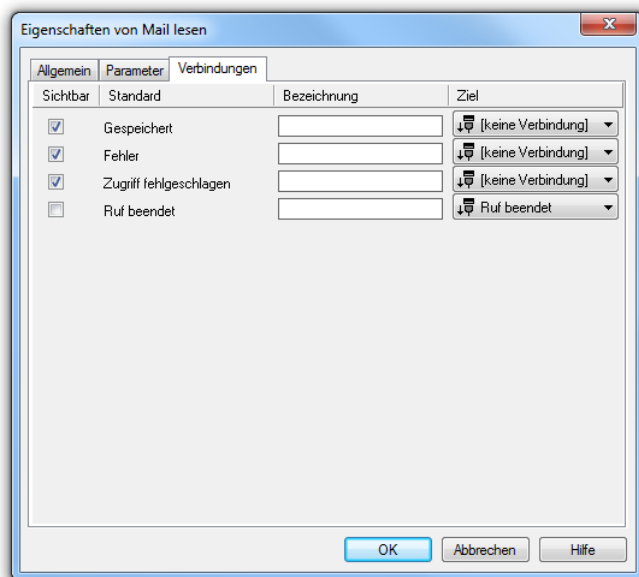 Eigenschaften von Mail lesen
Allgemein Parameter Verbindungen
Sichtbar Standard Bezeichnung Ziel
Gespeichert [keine Verbindung]
Fehler [keine Verbindung]
Zugriff fehlgeschlagen [keine Verbindung]
Ruf beendet Ruf beendet
OK Abbrechen Hilfe